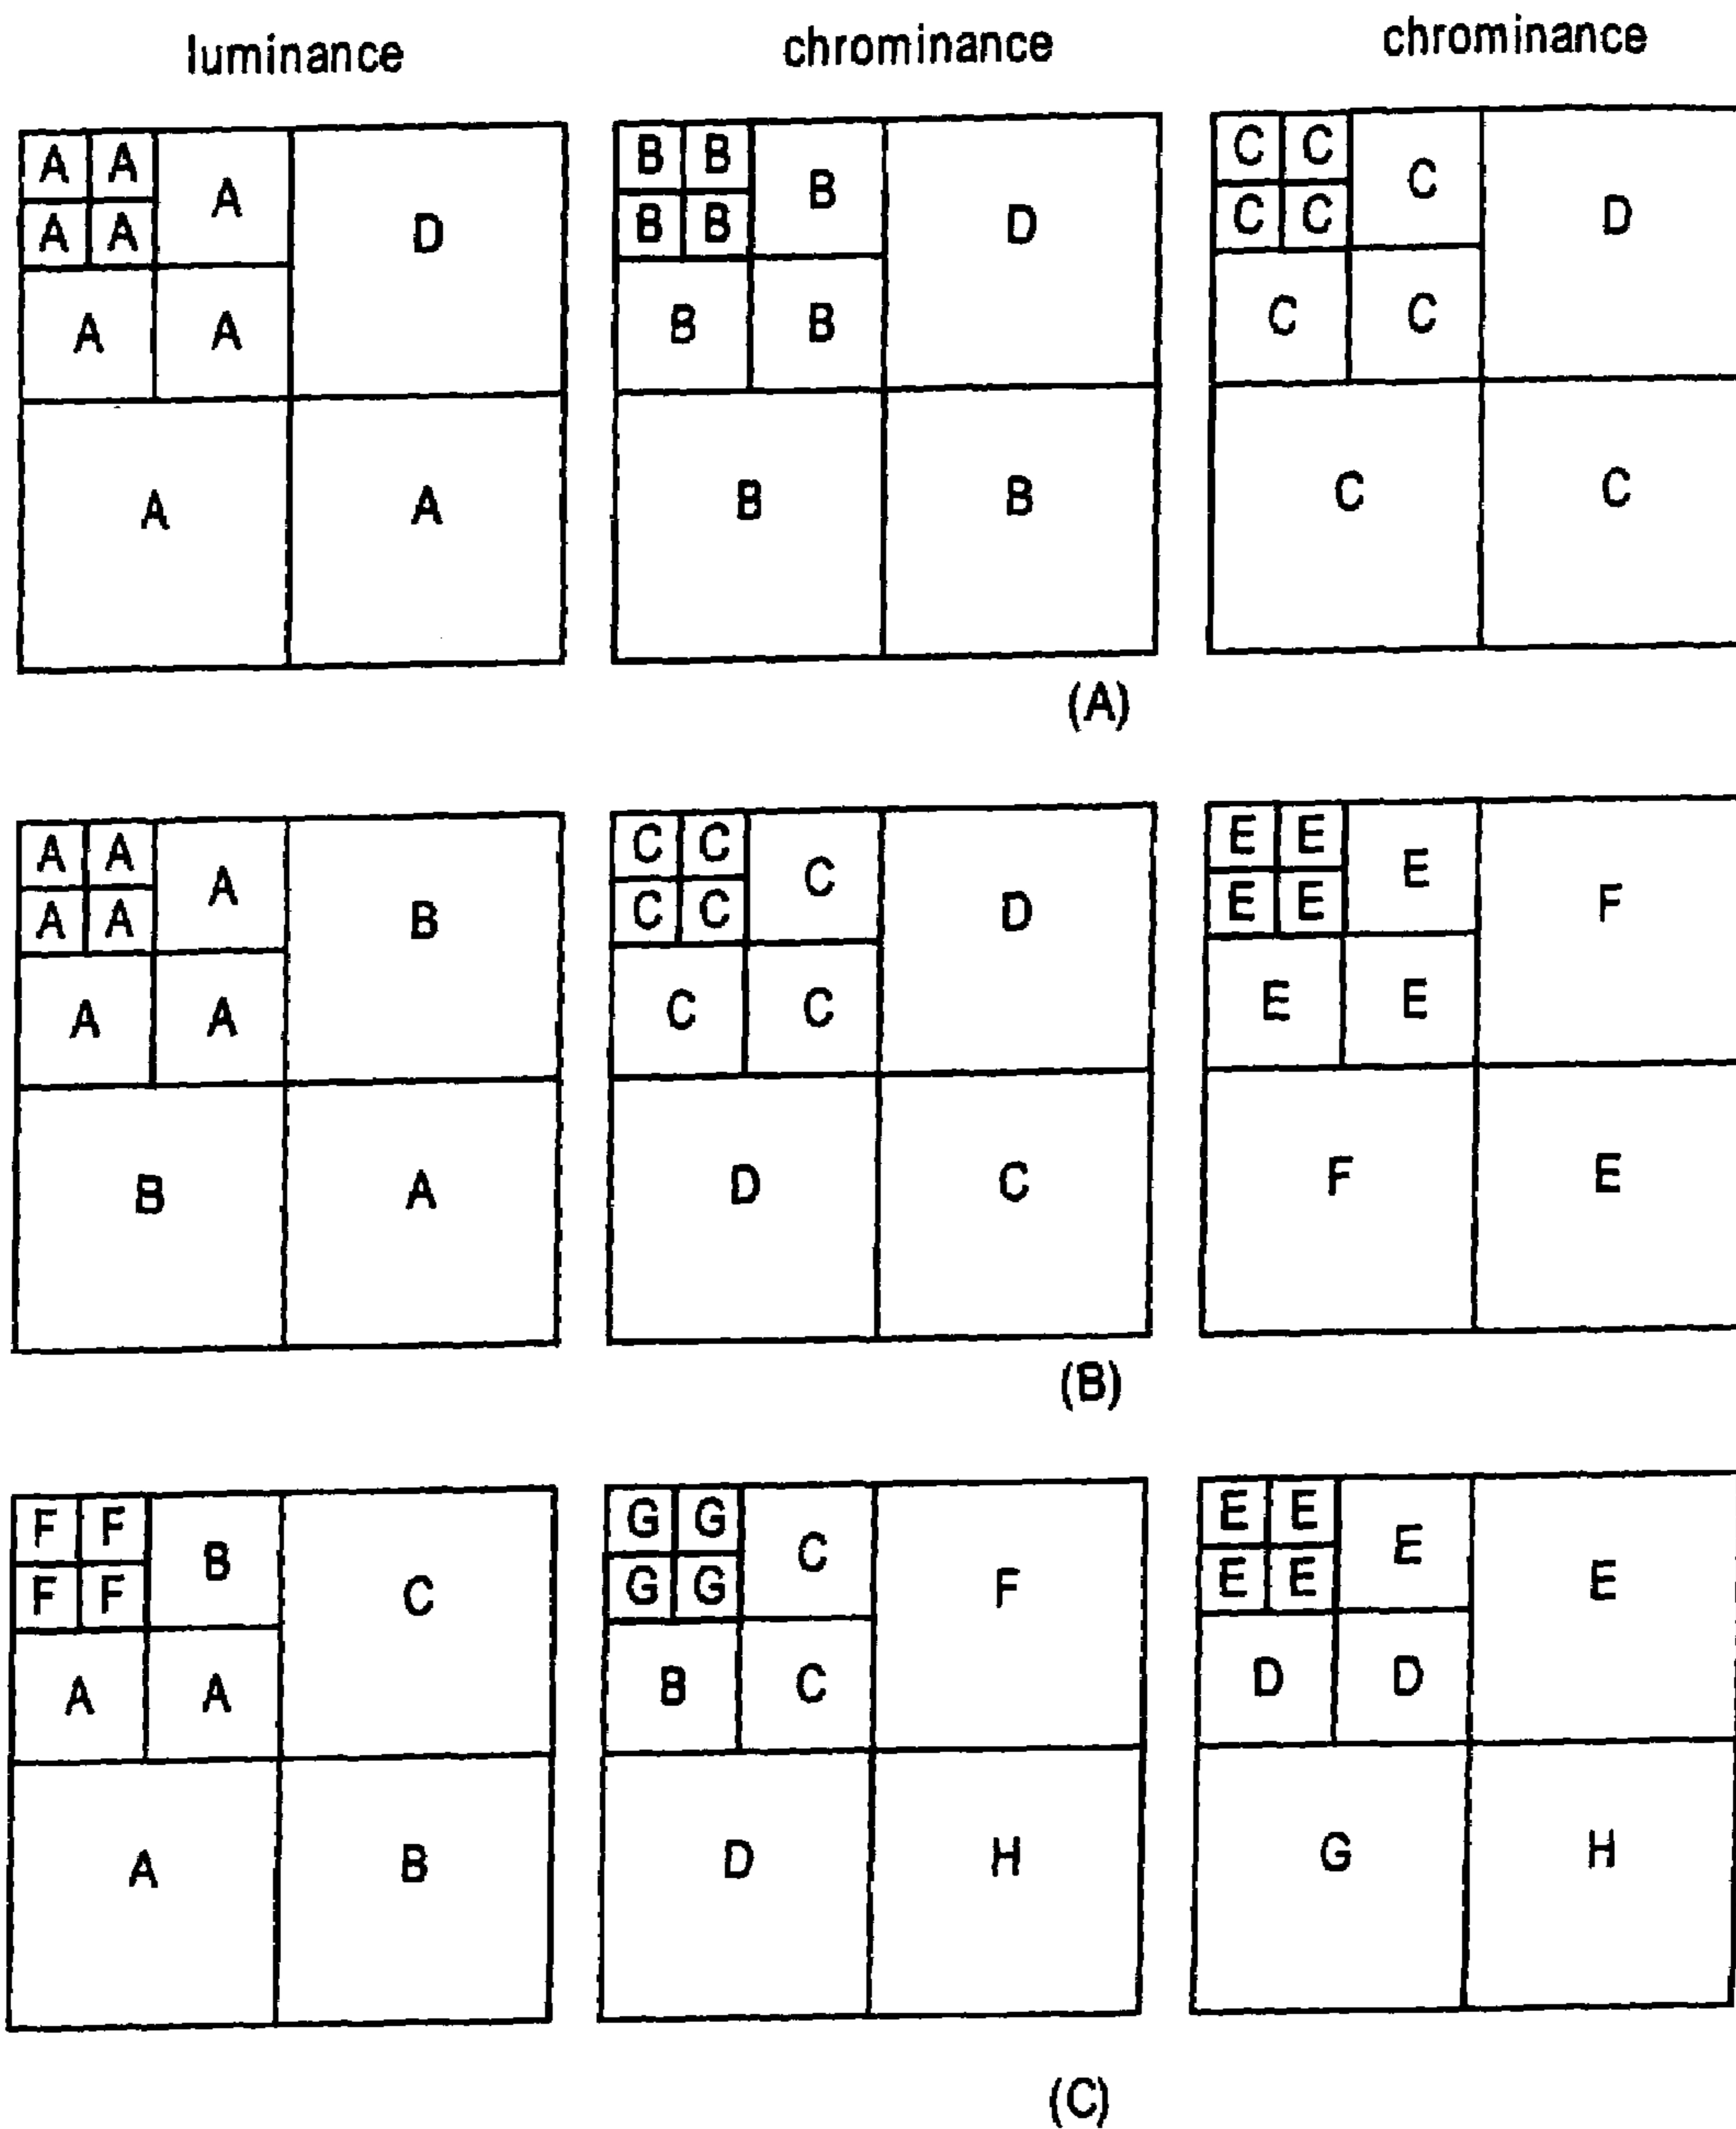 luminance chrominance chrominance
A A A D B B B D C C C D
A A B B C C
A A B B C C
A A B B C C
(A)
A A A B C C C D E E E F
A A C C E E
A A C C E E
B A D C F E
(B)
F F B C G G C F E E E E
F F G G E E
A A B C D D
A B D H G H
(C)